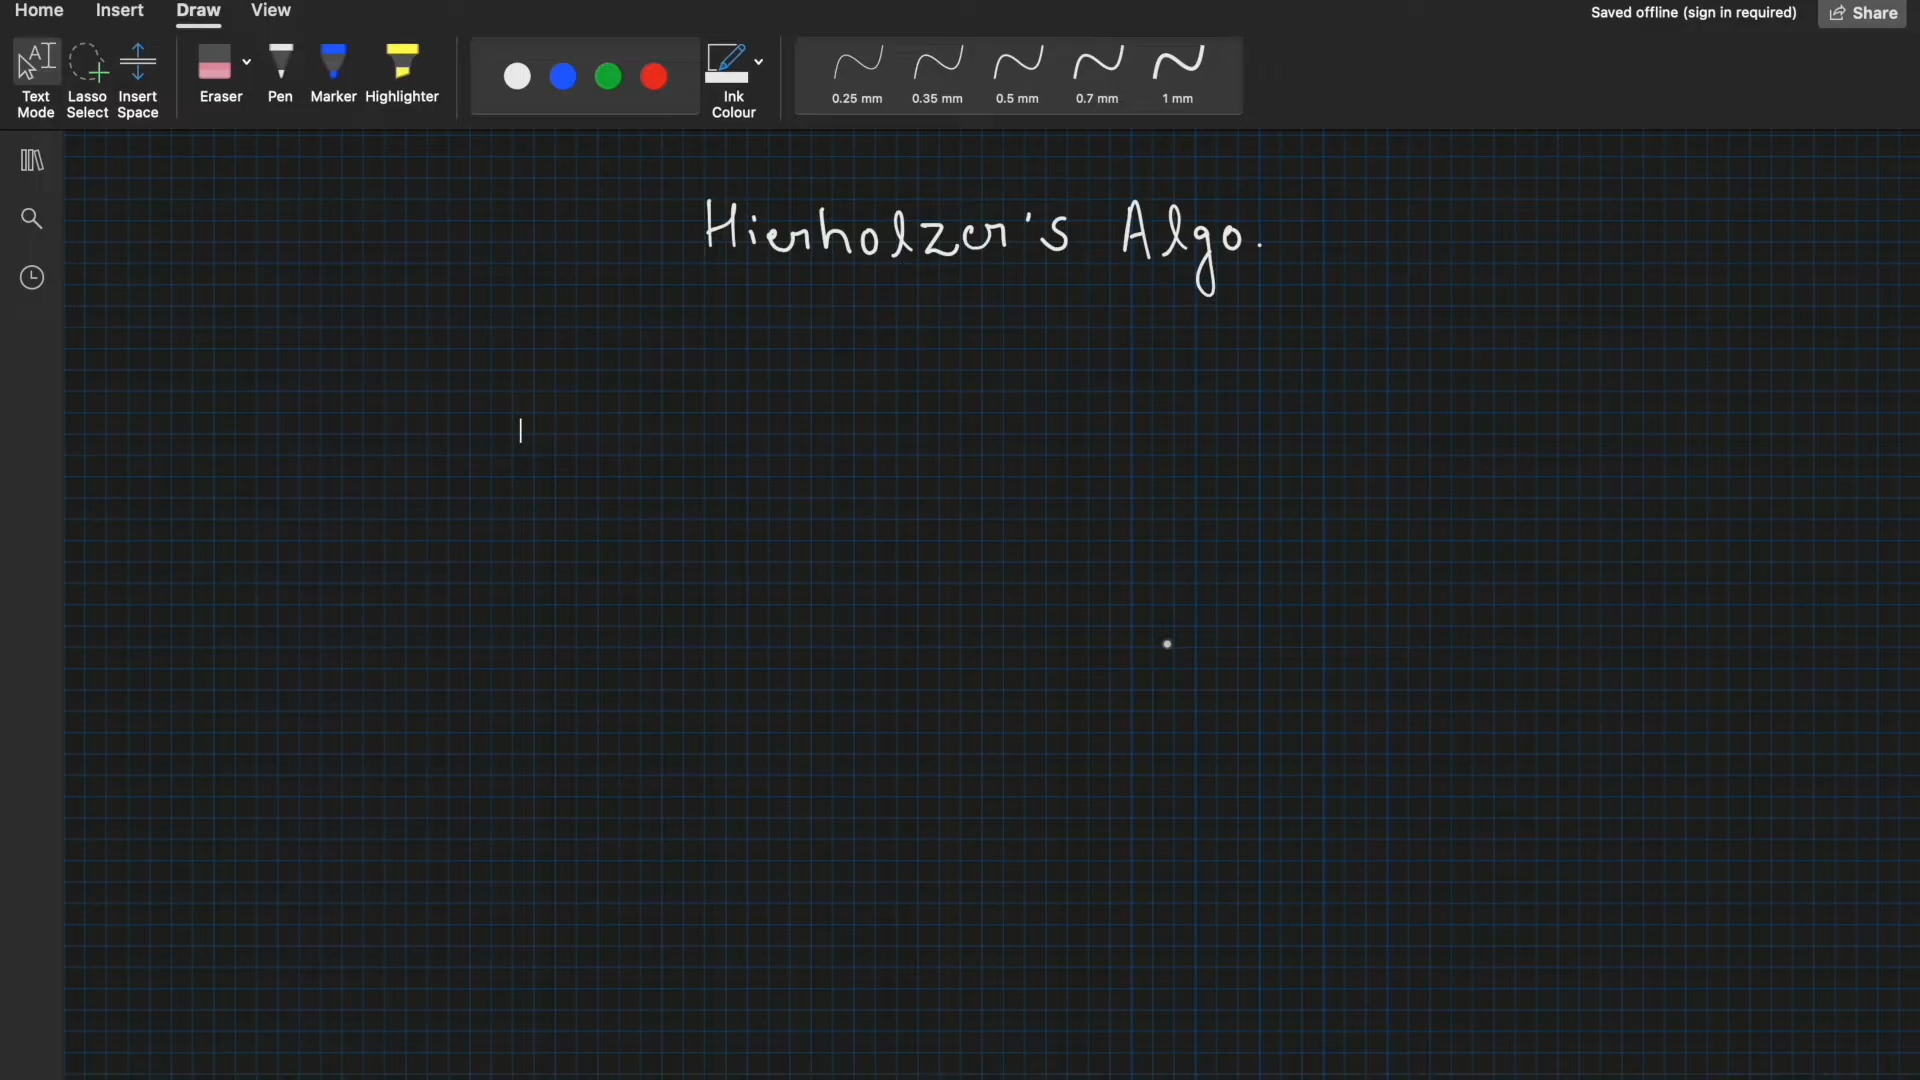 Home Insert Draw View
Saved offline (sign in required) Share
Text Mode
Lasso Select
Insert Space
Eraser
Pen
Marker
Highlighter
Ink Colour
0.25 mm 0.35 mm 0.5 mm 0.7 mm 1 mm
Hierholzer's Algo.